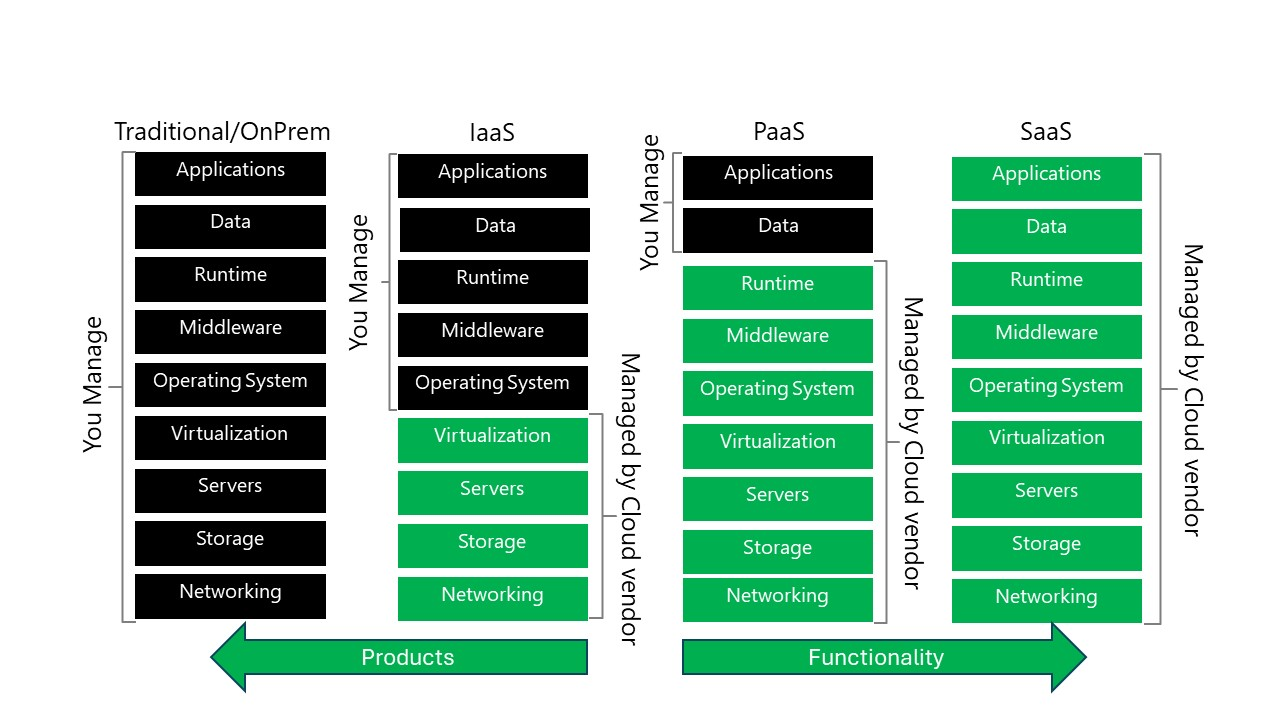 Traditional/OnPrem
You Manage
Applications
Data
Runtime
Middleware
Operating System
Virtualization
Servers
Storage
Networking
IaaS
You Manage
Applications
Data
Runtime
Middleware
Operating System
Virtualization
Servers
Storage
Networking
Managed by Cloud vendor
PaaS
You Manage
Applications
Data
Runtime
Middleware
Operating System
Virtualization
Servers
Storage
Networking
Managed by Cloud vendor
SaaS
Applications
Data
Runtime
Middleware
Operating System
Virtualization
Servers
Storage
Networking
Managed by Cloud vendor
Products
Functionality